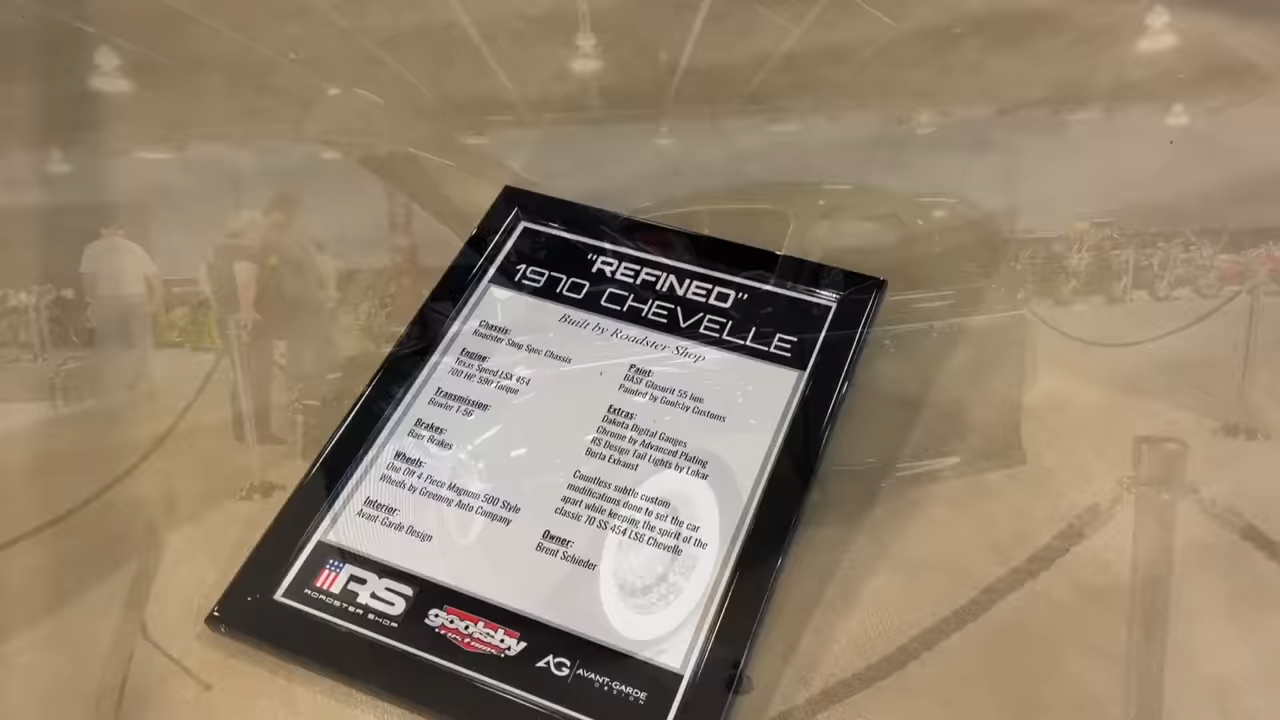 "REFINED"
1970 CHEVELLE
Built by Roadster Shop
Chassis:
Roadster Shop Spec Chassis
Engine:
Texas Speed LSX 454
700 HP, 590 Torque
Transmission:
Bowler T-56
Brakes:
Baer Brakes
Wheels:
One Off 4-Piece Magnum 500 Style
Wheels by Greening Auto Company
Interior:
Avant-Garde Design
Paint:
BASF Glasurit 55 line
Painted by Goolsby Customs
Extras:
Dakota Digital Gauges
Chrome by Advanced Plating
RS Design Tail Lights by Lokar
Borla Exhaust
Countless subtle custom
modifications done to set the car
apart while keeping the spirit of the
classic 70 SS 454 LS6 Chevelle
Owner:
Brent Schieder
RS
ROADSTER SHOP
goolsby
customs
AG AVANT-GARDE
DESIGN